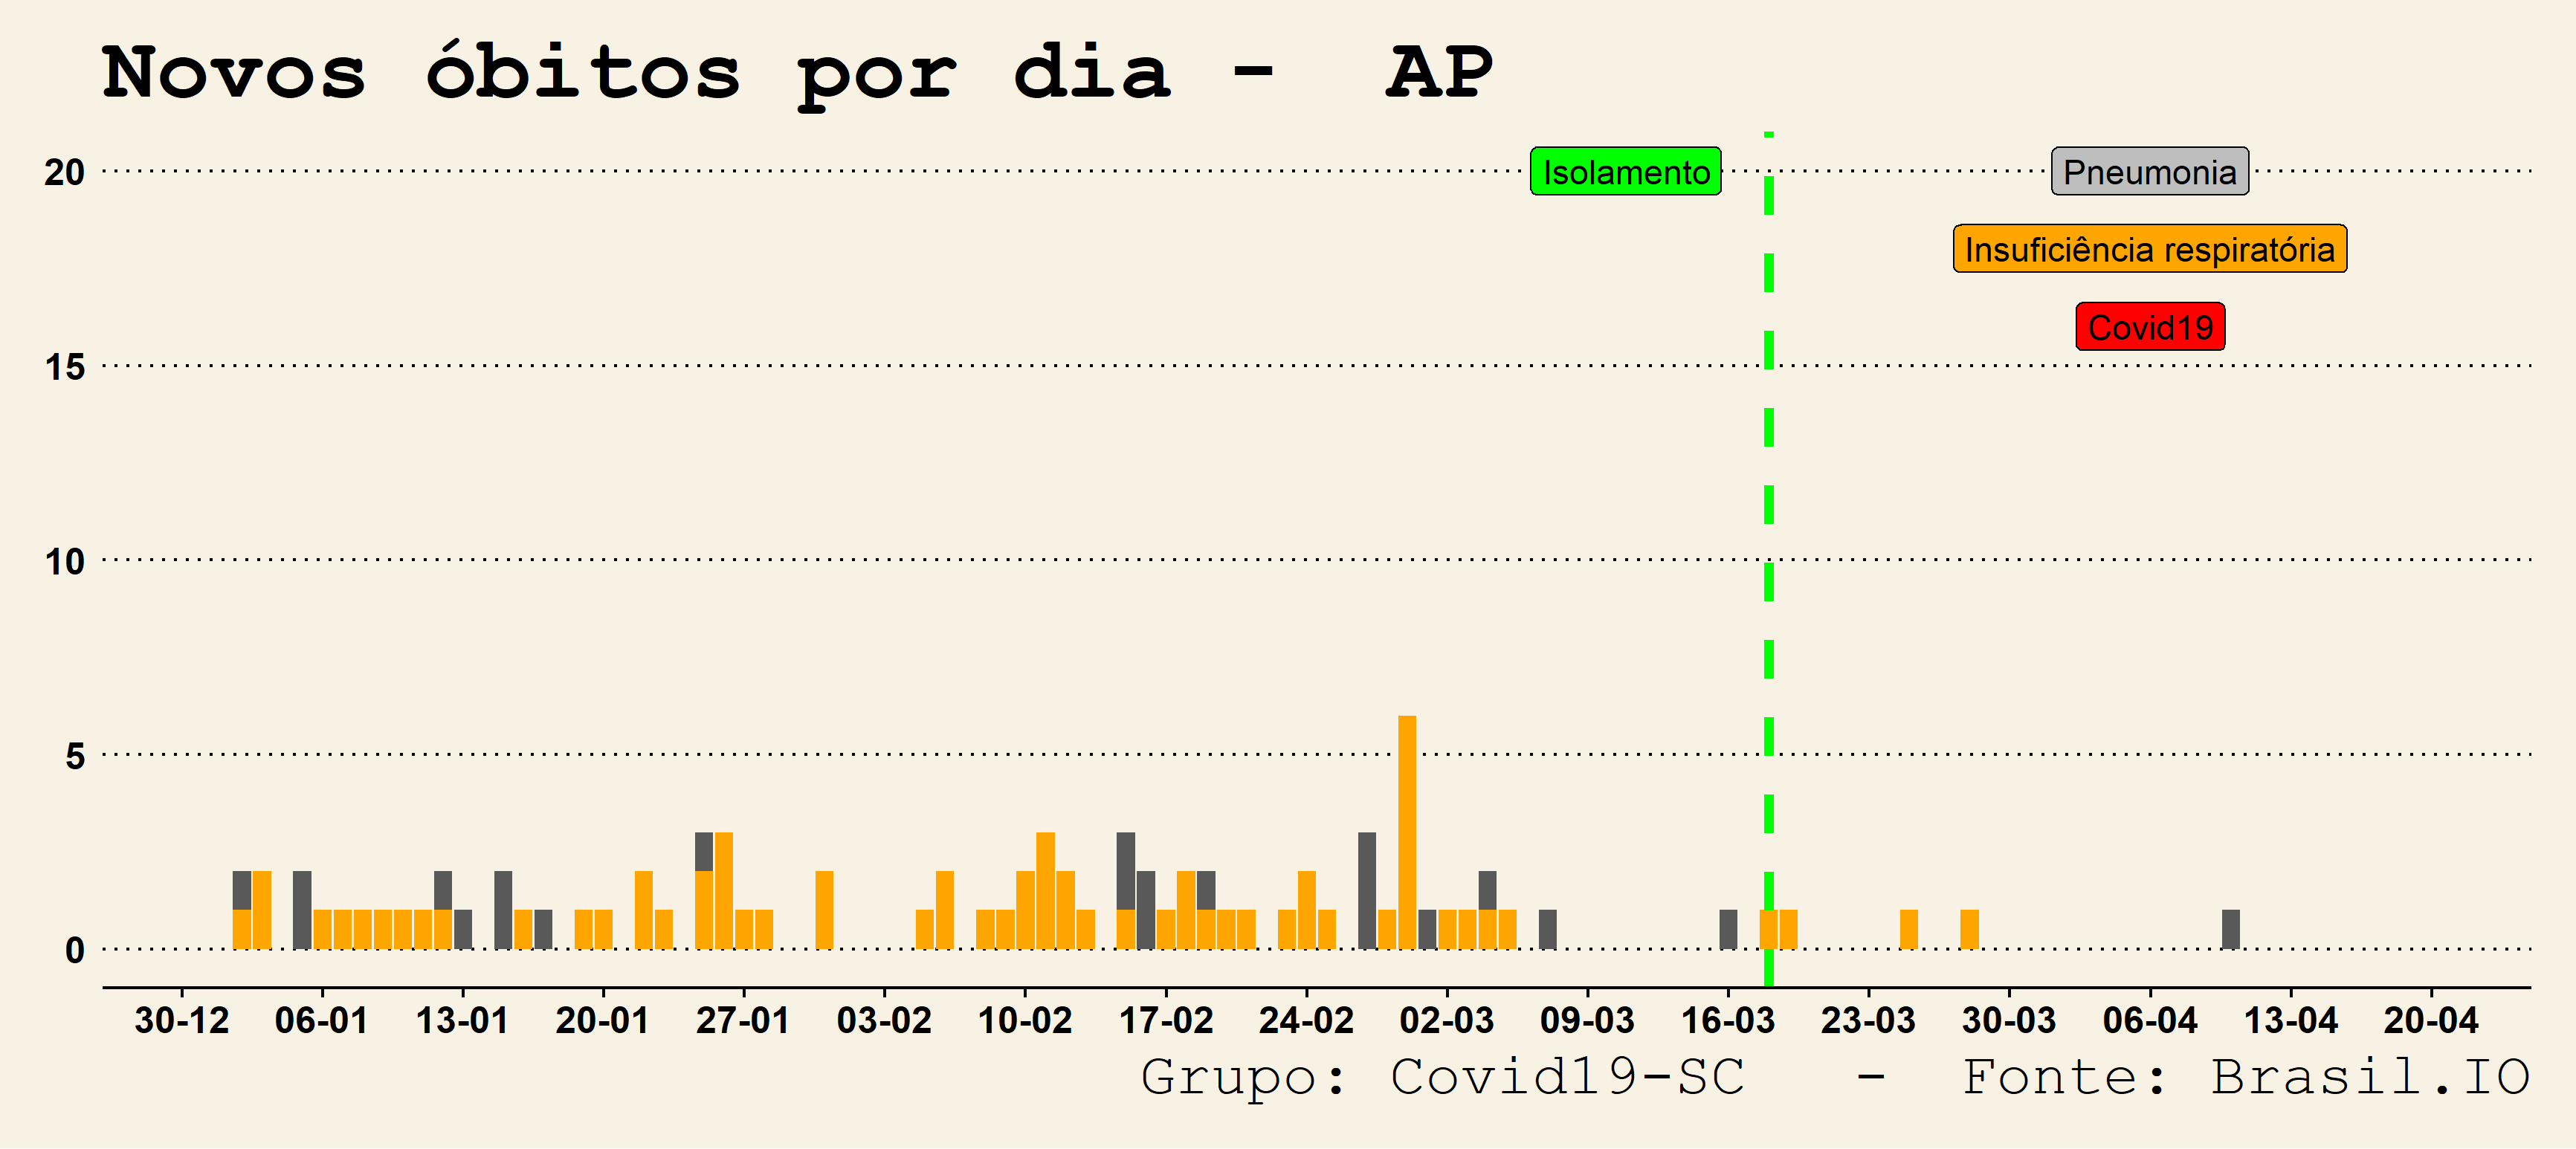 Novos óbitos por dia - AP
20
Isolamento
Pneumonia
Insuficiência respiratória
Covid19
15
10
5
0
30-12 06-01 13-01 20-01 27-01 03-02 10-02 17-02 24-02 02-03 09-03 16-03 23-03 30-03 06-04 13-04 20-04
Grupo: Covid19-SC - Fonte: Brasil.IO